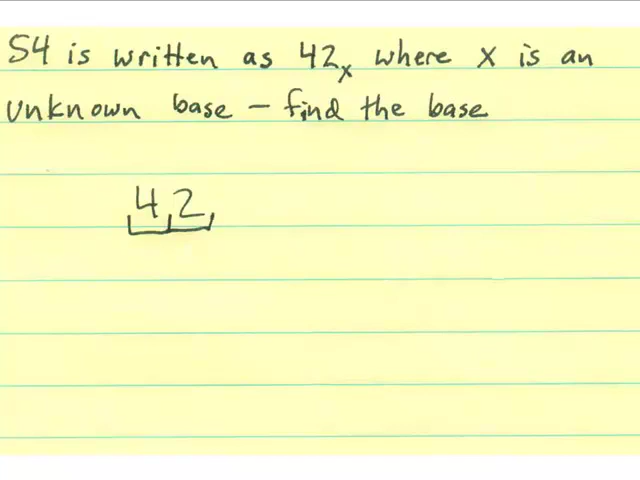 54 is written as 42ₓ where x is an
unknown base – find the base
42